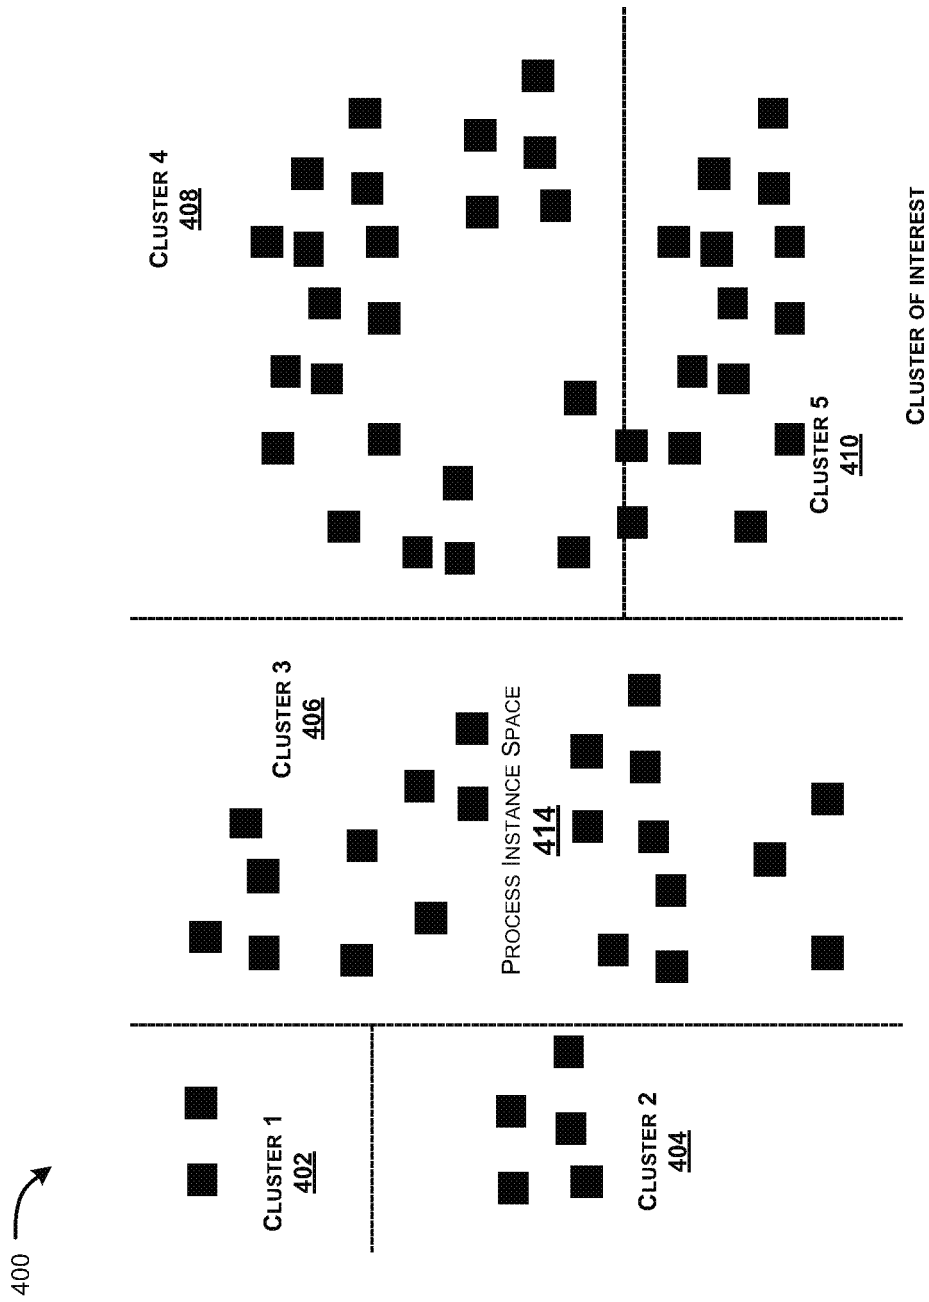 400
CLUSTER 1
402
CLUSTER 2
404
CLUSTER 3
406
PROCESS INSTANCE SPACE
414
CLUSTER 4
408
CLUSTER 5
410
CLUSTER OF INTEREST